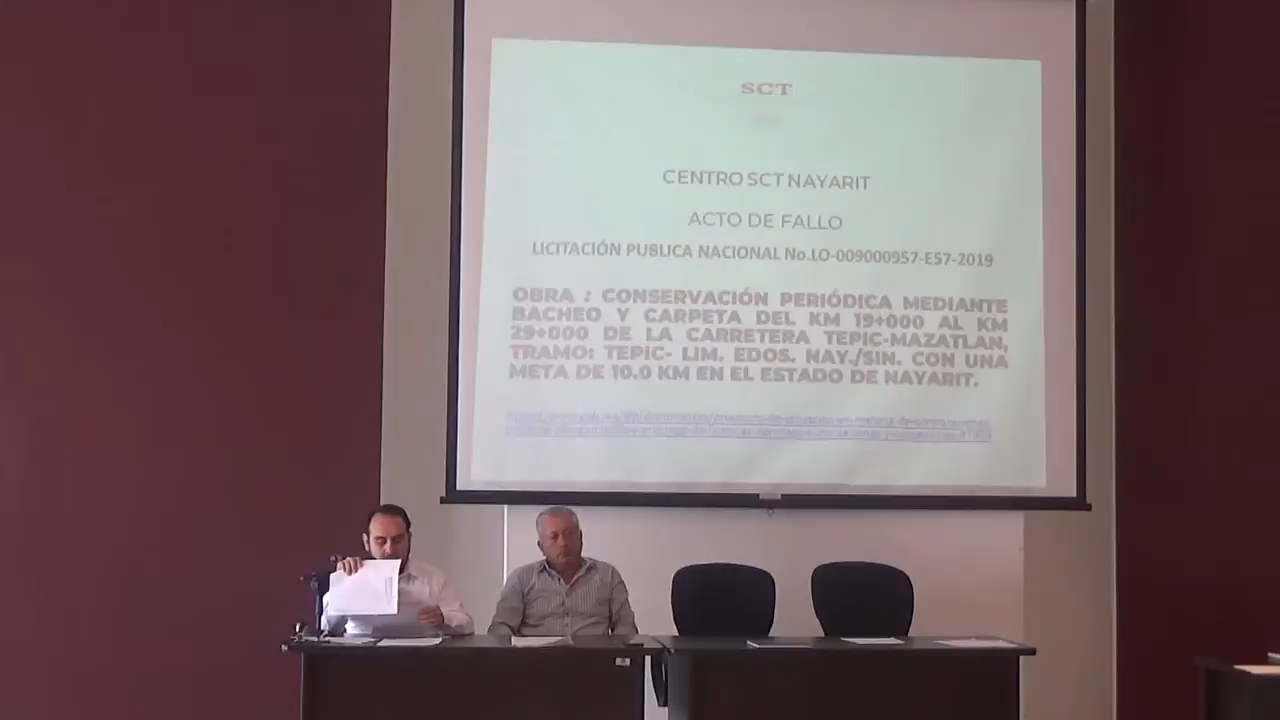 SCT
CENTRO SCT NAYARIT
ACTO DE FALLO
LICITACIÓN PUBLICA NACIONAL No.LO-009000957-E57-2019
OBRA : CONSERVACIÓN PERIÓDICA MEDIANTE
BACHEO Y CARPETA DEL KM 19+000 AL KM
29+000 DE LA CARRETERA TEPIC-MAZATLAN,
TRAMO: TEPIC- LIM. EDOS. NAY./SIN. CON UNA
META DE 10.0 KM EN EL ESTADO DE NAYARIT.